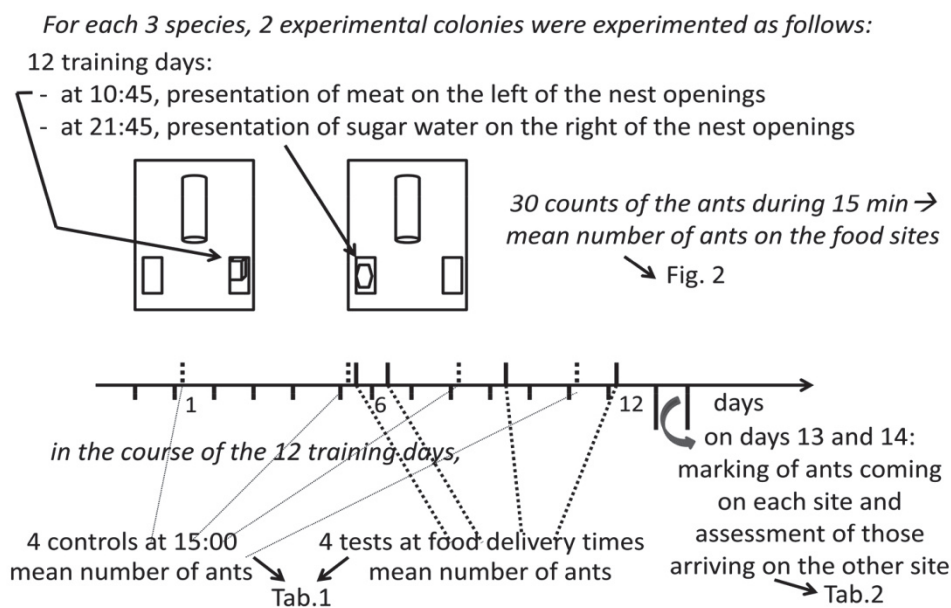 For each 3 species, 2 experimental colonies were experimented as follows:
12 training days:
- at 10:45, presentation of meat on the left of the nest openings
- at 21:45, presentation of sugar water on the right of the nest openings
30 counts of the ants during 15 min →
mean number of ants on the food sites
Fig. 2
1
6
12
days
in the course of the 12 training days,
on days 13 and 14:
marking of ants coming
on each site and
assessment of those
arriving on the other site
Tab.2
4 controls at 15:00
mean number of ants
4 tests at food delivery times
mean number of ants
Tab.1